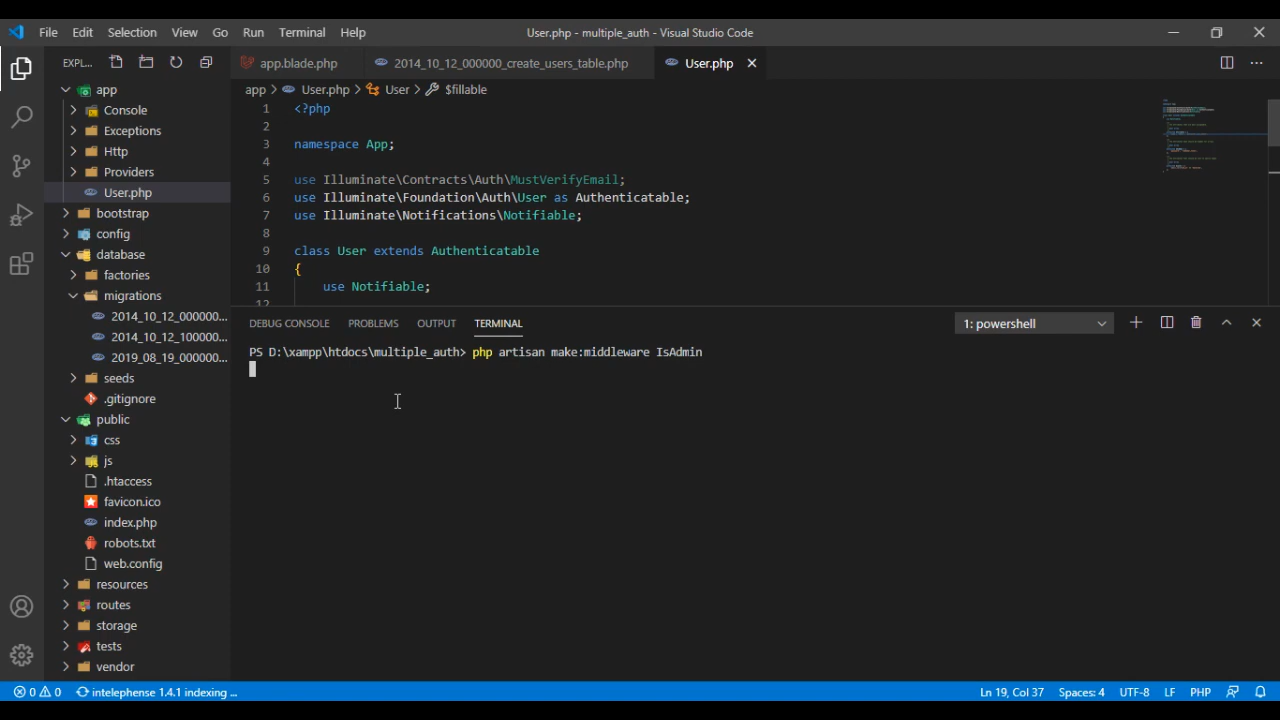 File Edit Selection View Go Run Terminal Help
User.php - multiple_auth - Visual Studio Code
EXPL...
app.blade.php
2014_10_12_000000_create_users_table.php
User.php
app > User.php > User > $fillable
app
Console
Exceptions
Http
Providers
User.php
bootstrap
config
database
factories
migrations
2014_10_12_000000...
2014_10_12_100000...
2019_08_19_000000...
seeds
.gitignore
public
css
js
.htaccess
favicon.ico
index.php
robots.txt
web.config
resources
routes
storage
tests
vendor
1 <?php
2
3 namespace App;
4
5 use Illuminate\Contracts\Auth\MustVerifyEmail;
6 use Illuminate\Foundation\Auth\User as Authenticatable;
7 use Illuminate\Notifications\Notifiable;
8
9 class User extends Authenticatable
10 {
11 use Notifiable;
12
DEBUG CONSOLE PROBLEMS OUTPUT TERMINAL
1: powershell
PS D:\xampp\htdocs\multiple_auth> php artisan make:middleware IsAdmin
0 0 intelephense 1.4.1 indexing ...
Ln 19, Col 37 Spaces: 4 UTF-8 LF PHP